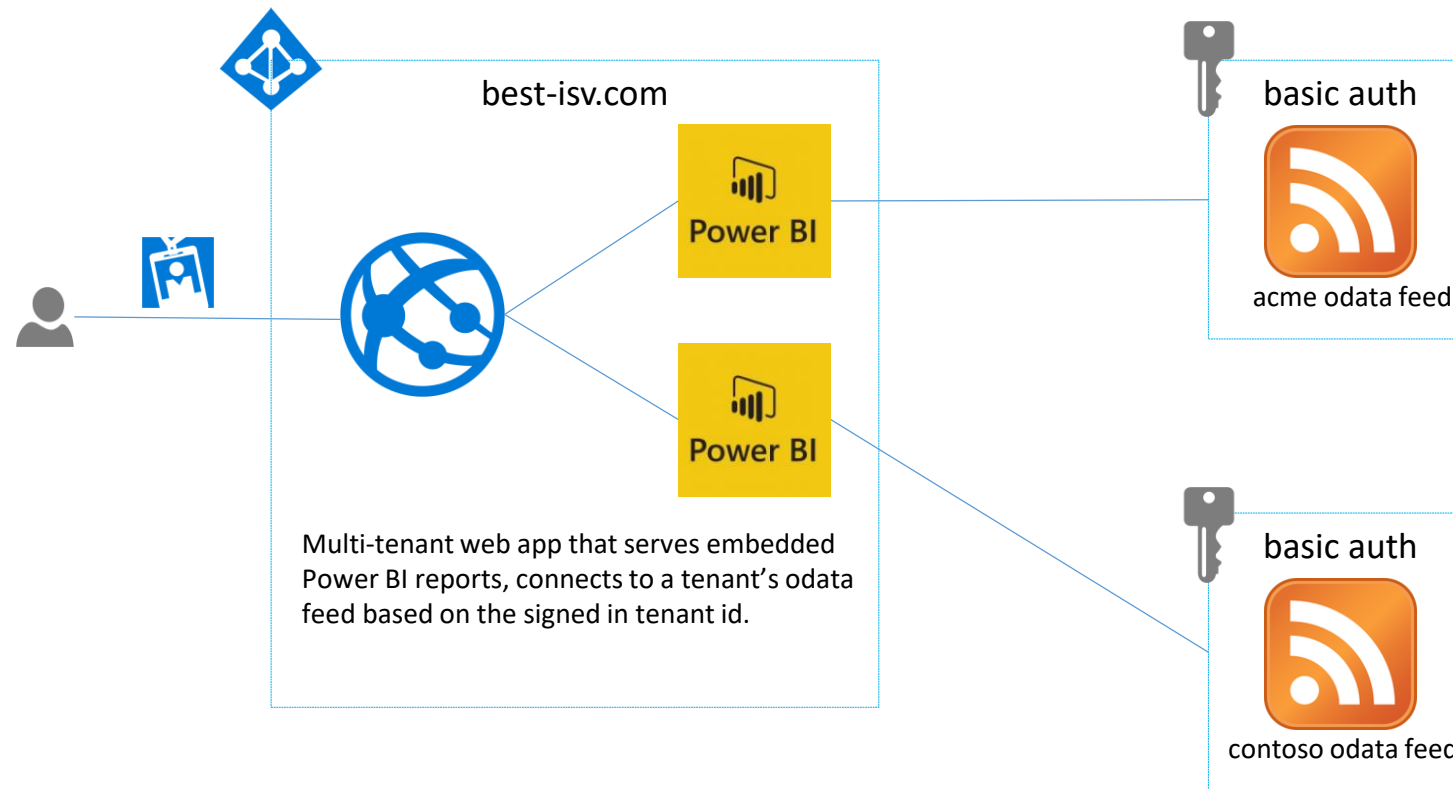 best-isv.com
basic auth
Power BI
acme odata feed
Power BI
basic auth
Multi-tenant web app that serves embedded
Power BI reports, connects to a tenant’s odata
feed based on the signed in tenant id.
contoso odata feed